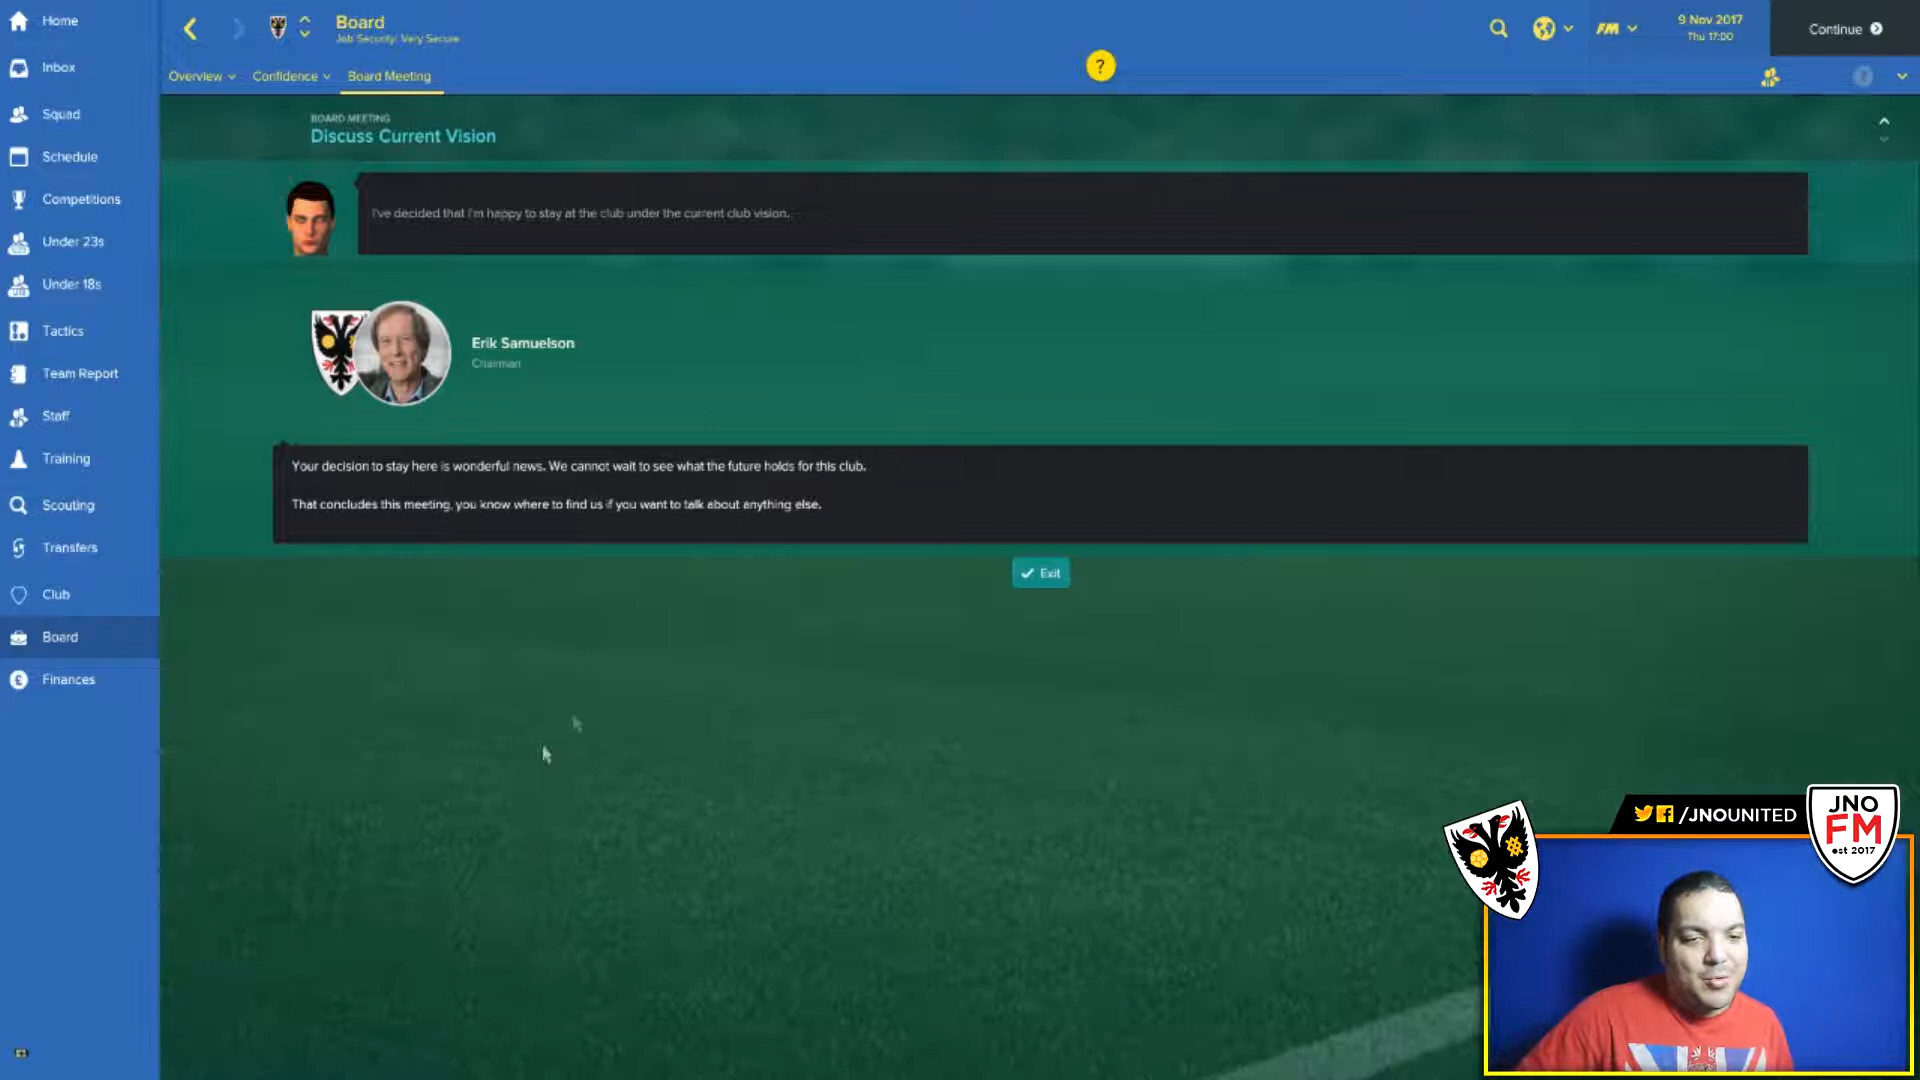 Home
Inbox
Squad
Schedule
Competitions
Under 23s
Under 18s
Tactics
Team Report
Staff
Training
Scouting
Transfers
Club
Board
Finances
Board
Job Security: Very Secure
9 Nov 2017
Thu 17:00
Continue
Overview
Confidence
Board Meeting
?
BOARD MEETING
Discuss Current Vision
I've decided that I'm happy to stay at the club under the current club vision.
Erik Samuelson
Chairman
Your decision to stay here is wonderful news. We cannot wait to see what the future holds for this club.
That concludes this meeting, you know where to find us if you want to talk about anything else.
Exit
/JNOUNITED
JNO
FM
est 2017